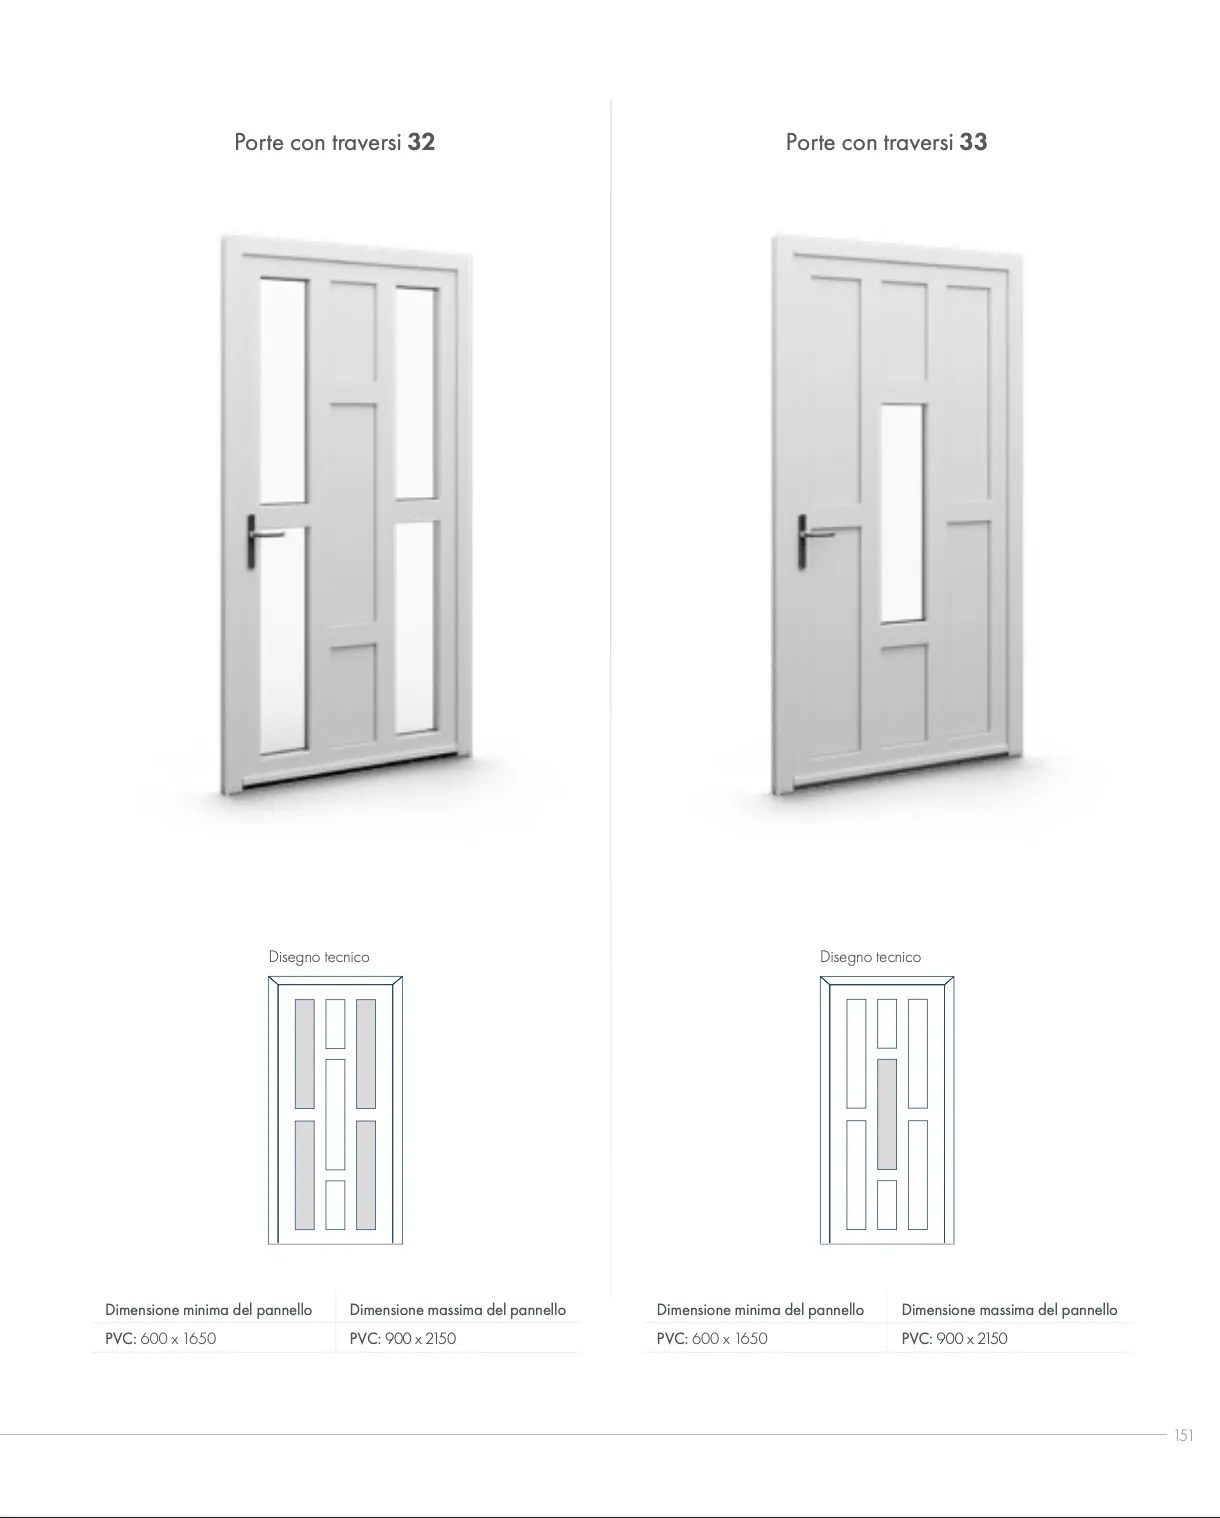 Porte con traversi 32
Porte con traversi 33
Disegno tecnico
Disegno tecnico
Dimensione minima del pannello
Dimensione massima del pannello
PVC: 600 x 1650
PVC: 900 x 2150
Dimensione minima del pannello
Dimensione massima del pannello
PVC: 600 x 1650
PVC: 900 x 2150
151